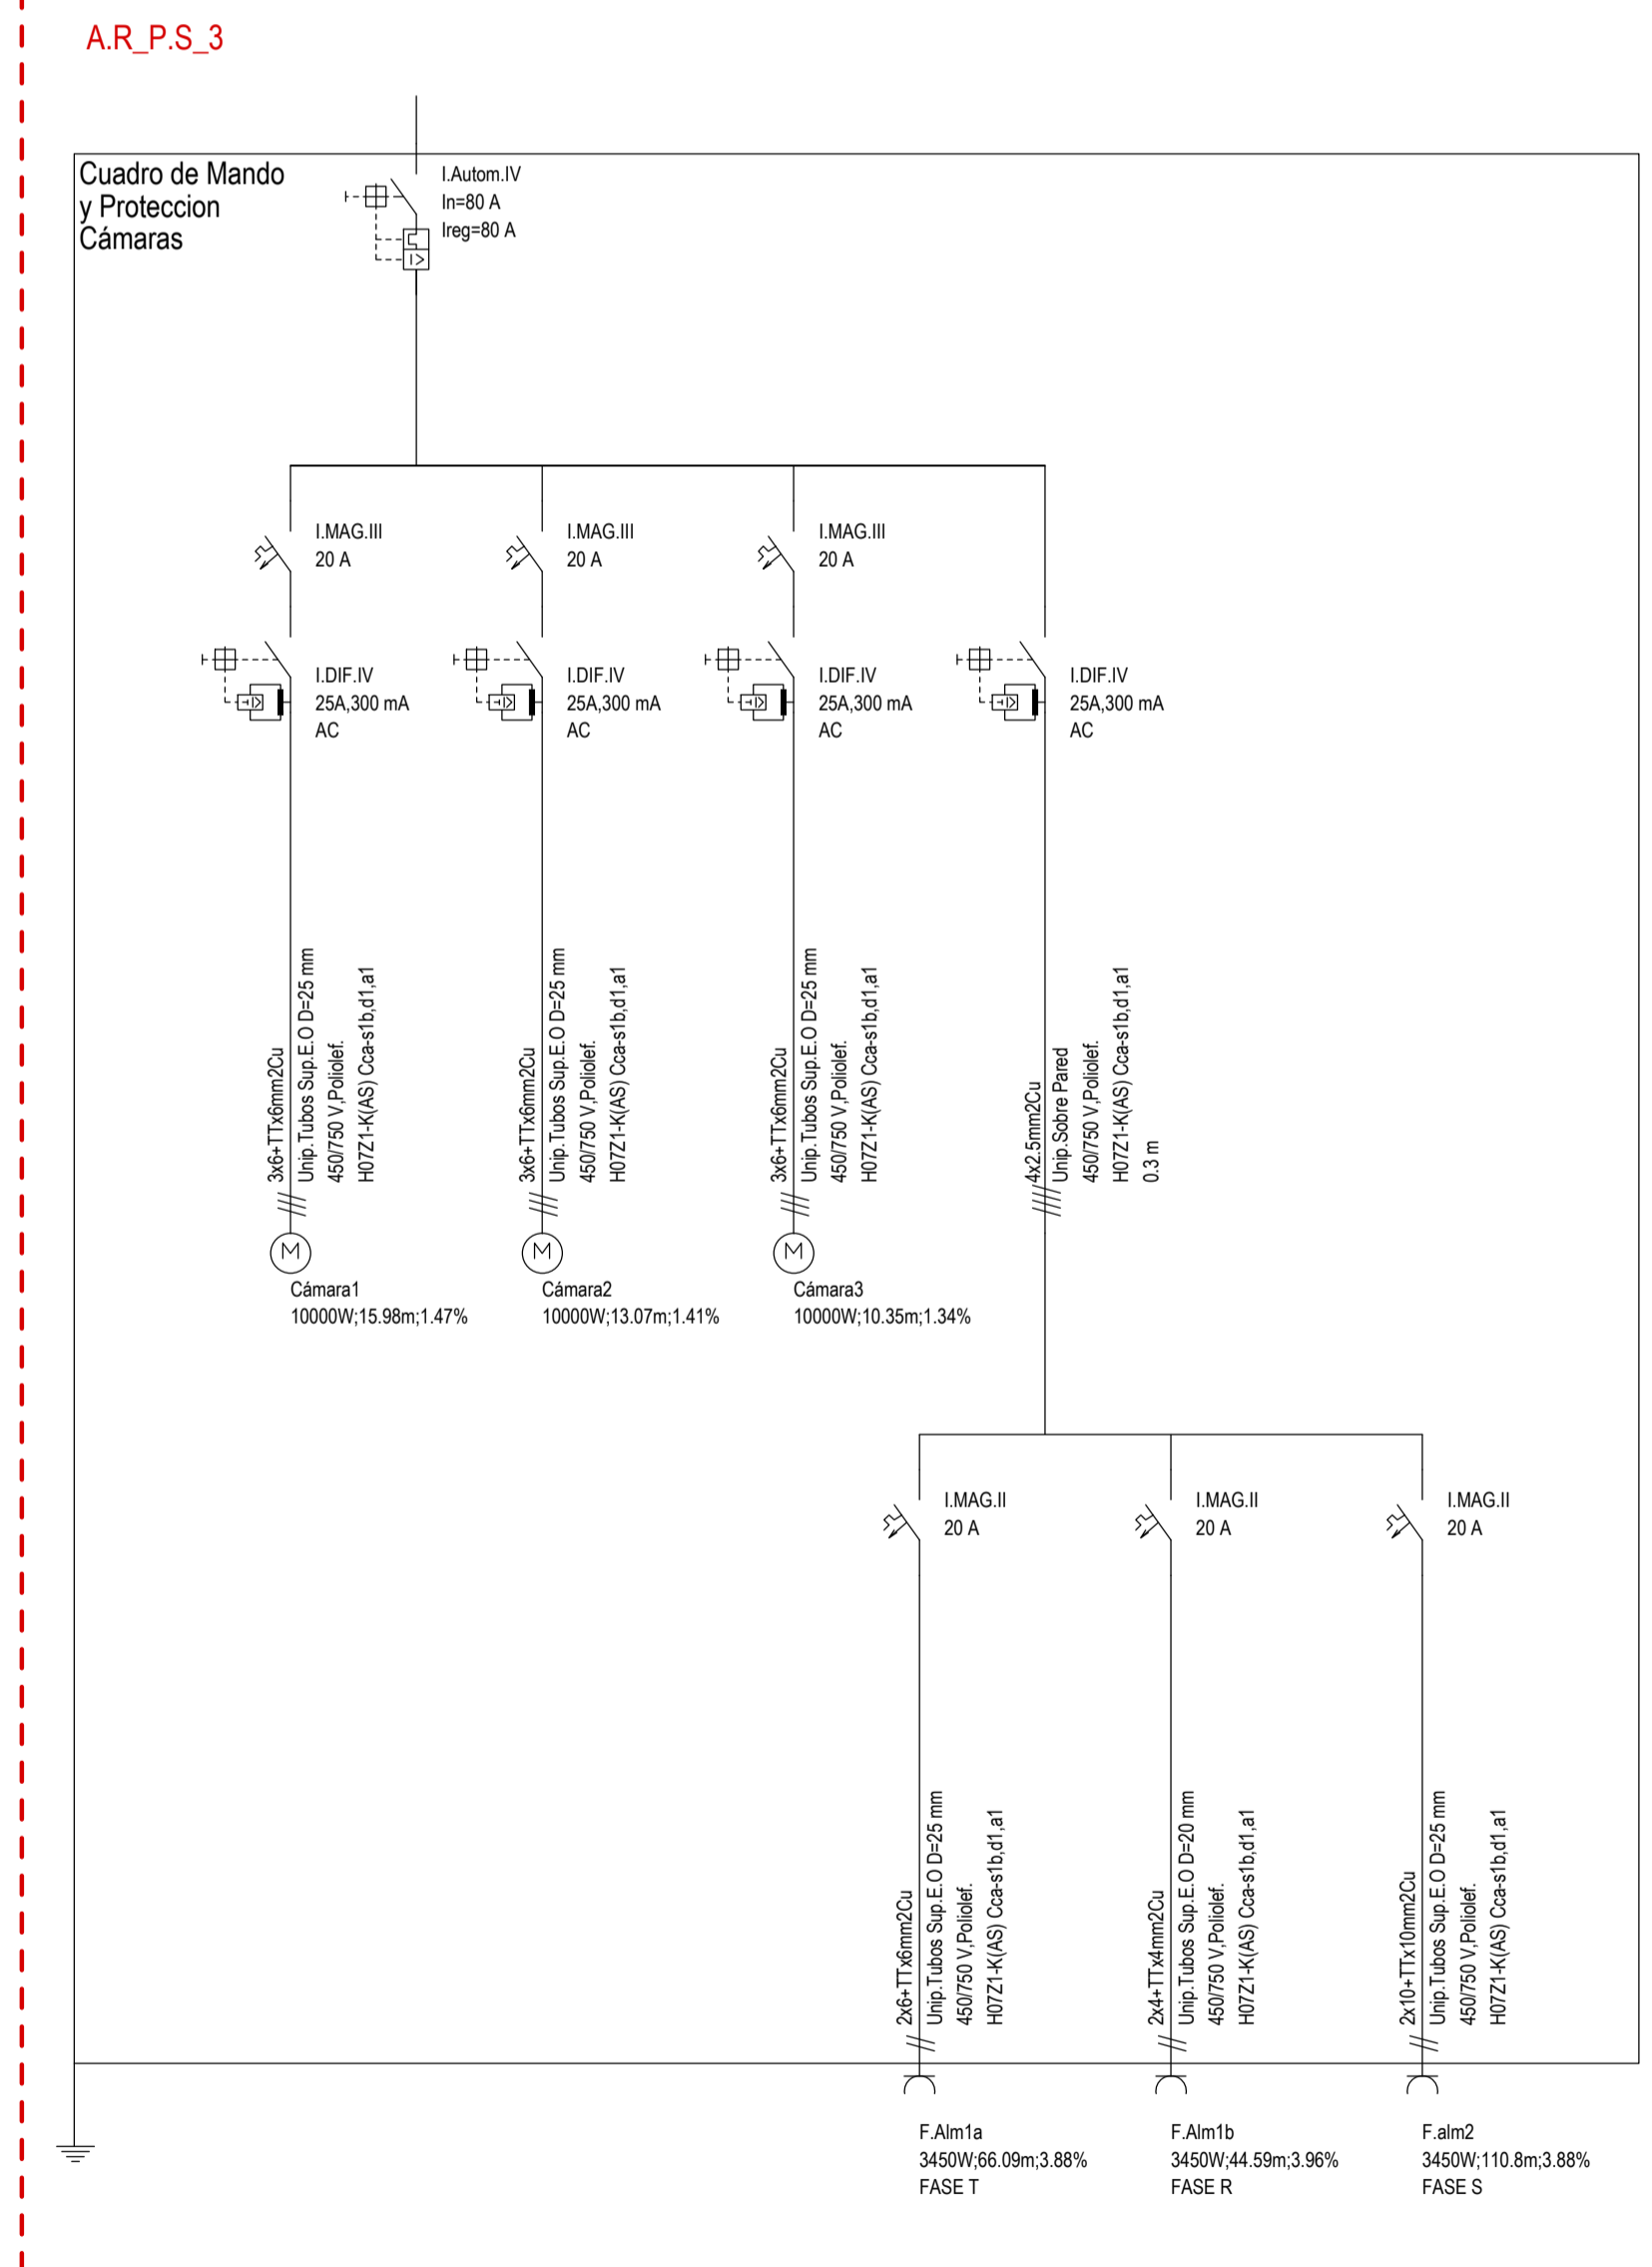 A.R_P.S_3
Cuadro de Mando
y Proteccion
Cámaras
I.Autom.IV
In=80 A
Ireg=80 A
I>
I.MAG.III
20 A
I.MAG.III
20 A
I.MAG.III
20 A
I.DIF.IV
25A,300 mA
AC
I.DIF.IV
25A,300 mA
AC
I.DIF.IV
25A,300 mA
AC
I.DIF.IV
25A,300 mA
AC
3x6+TTx6mm2Cu
Unip.Tubos Sup.E.O D=25 mm
450/750 V,Poliolef.
H07Z1-K(AS) Cca-s1b,d1,a1
3x6+TTx6mm2Cu
Unip.Tubos Sup.E.O D=25 mm
450/750 V,Poliolef.
H07Z1-K(AS) Cca-s1b,d1,a1
3x6+TTx6mm2Cu
Unip.Tubos Sup.E.O D=25 mm
450/750 V,Poliolef.
H07Z1-K(AS) Cca-s1b,d1,a1
4x2.5mm2Cu
Unip.Sobre Pared
450/750 V,Poliolef.
H07Z1-K(AS) Cca-s1b,d1,a1
0.3 m
M
Cámara1
10000W;15.98m;1.47%
M
Cámara2
10000W;13.07m;1.41%
M
Cámara3
10000W;10.35m;1.34%
I.MAG.II
20 A
I.MAG.II
20 A
I.MAG.II
20 A
2x6+TTx6mm2Cu
Unip.Tubos Sup.E.O D=25 mm
450/750 V,Poliolef.
H07Z1-K(AS) Cca-s1b,d1,a1
2x4+TTx4mm2Cu
Unip.Tubos Sup.E.O D=20 mm
450/750 V,Poliolef.
H07Z1-K(AS) Cca-s1b,d1,a1
2x10+TTx10mm2Cu
Unip.Tubos Sup.E.O D=25 mm
450/750 V,Poliolef.
H07Z1-K(AS) Cca-s1b,d1,a1
F.Alm1a
3450W;66.09m;3.88%
FASE T
F.Alm1b
3450W;44.59m;3.96%
FASE R
F.alm2
3450W;110.8m;3.88%
FASE S